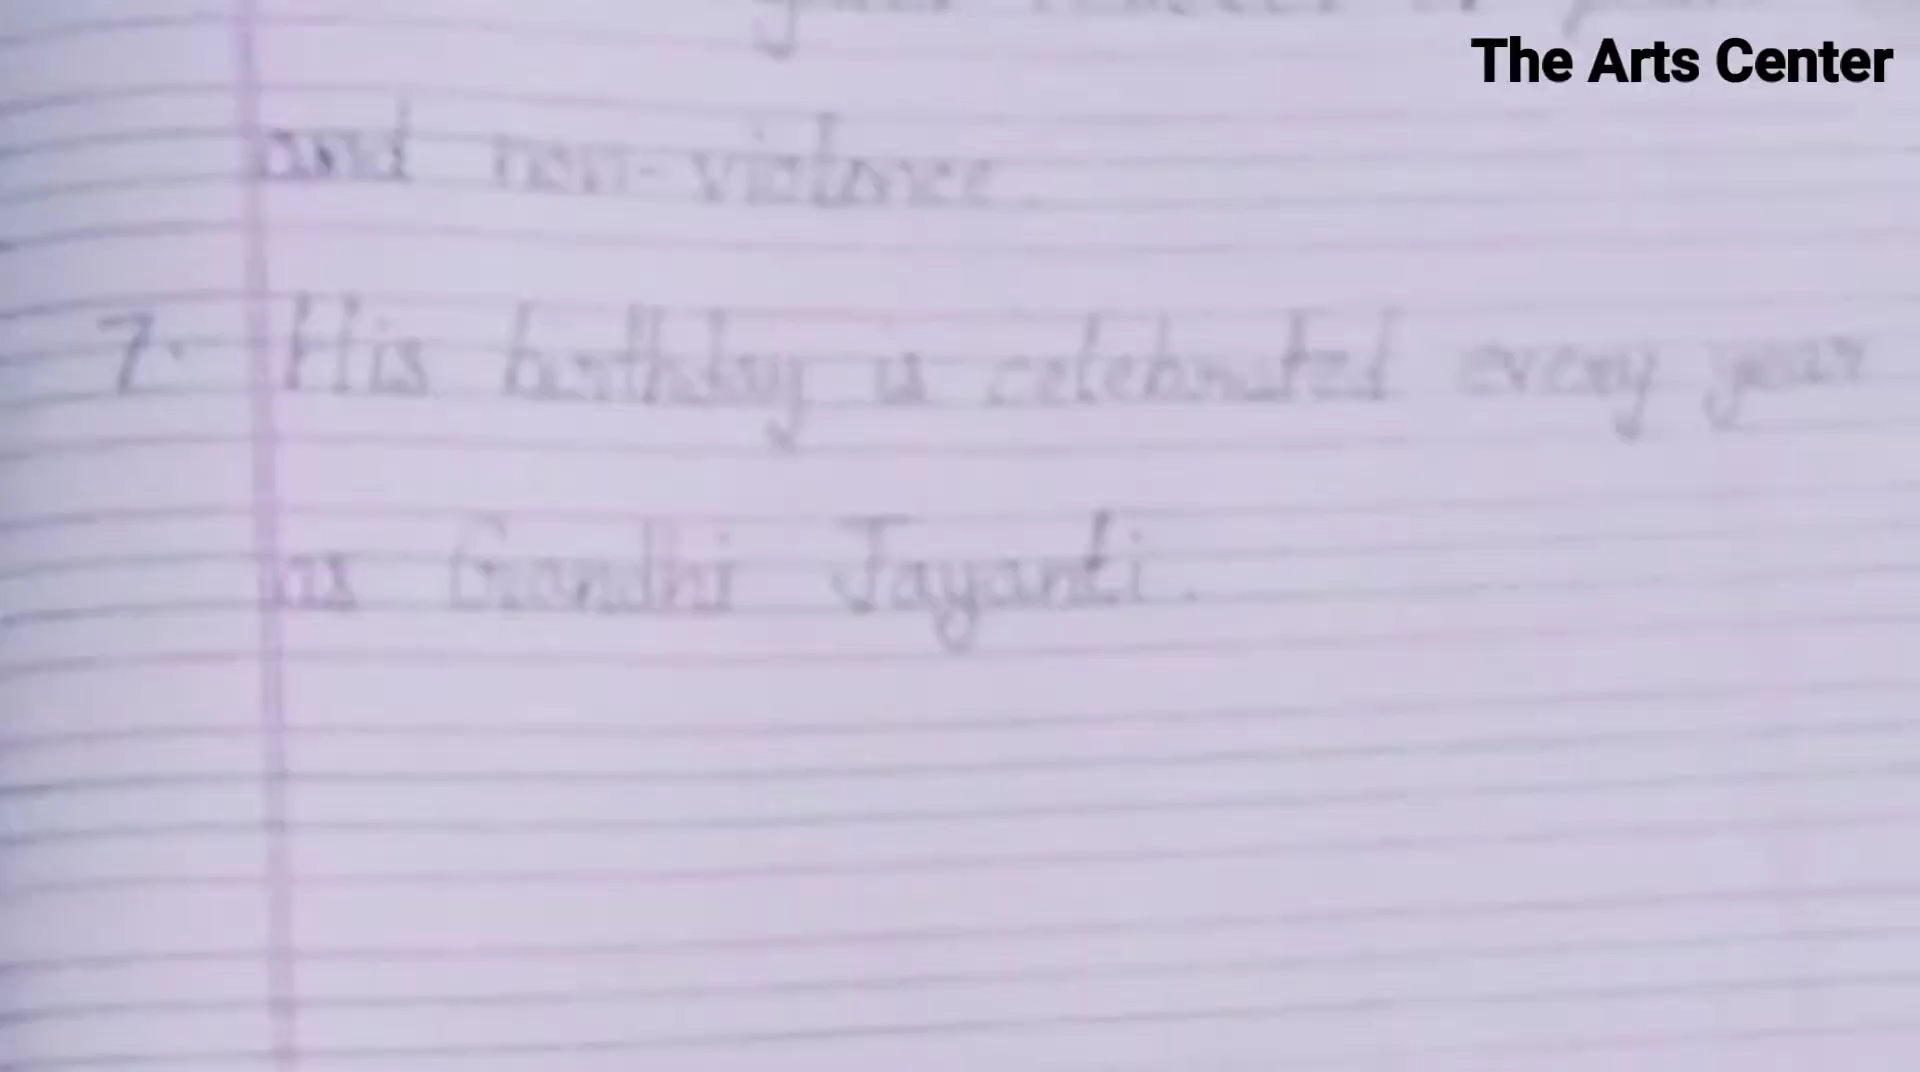 The Arts Center
and non-violence.
7. His birthday is celebrated every year
as Gandhi Jayanti.